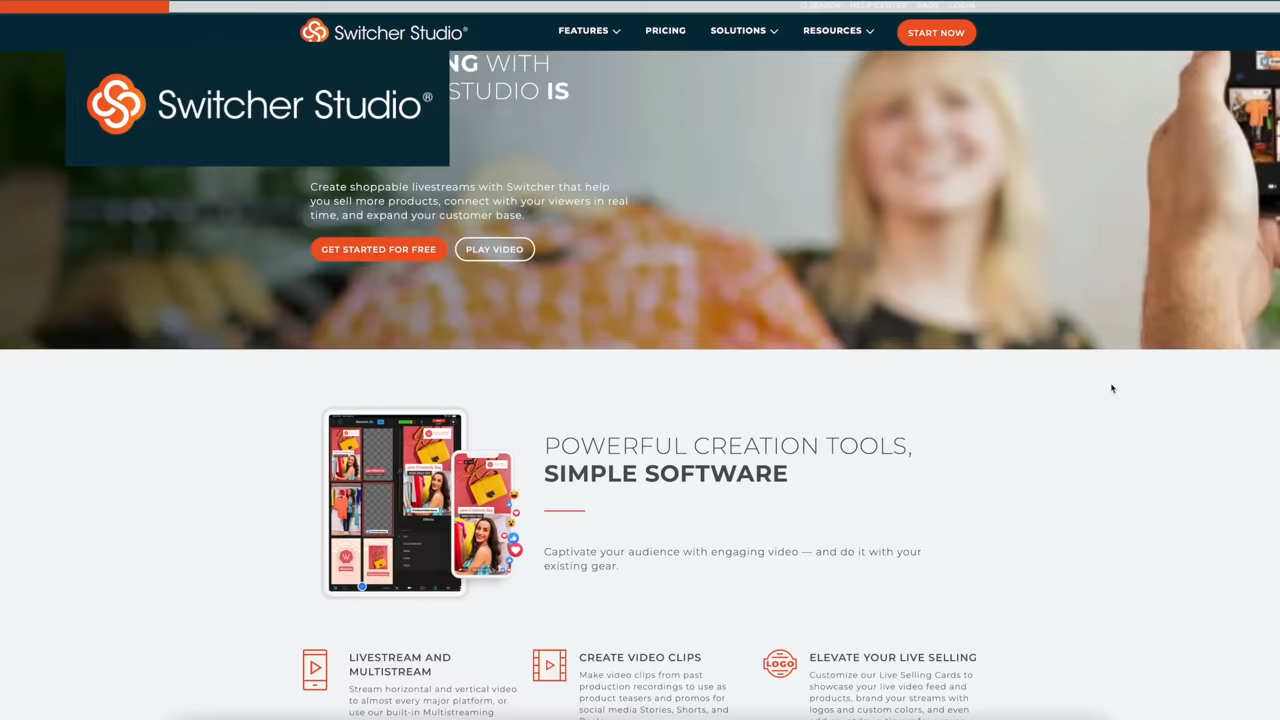 SEARCH HELP CENTER FAQS LOGIN
Switcher Studio®
FEATURES PRICING SOLUTIONS RESOURCES START NOW
Switcher Studio®
NG WITH
STUDIO IS
Create shoppable livestreams with Switcher that help
you sell more products, connect with your viewers in real
time, and expand your customer base.
GET STARTED FOR FREE PLAY VIDEO
POWERFUL CREATION TOOLS,
SIMPLE SOFTWARE
Captivate your audience with engaging video — and do it with your
existing gear.
LIVESTREAM AND
MULTISTREAM
Stream horizontal and vertical video
to almost every major platform, or
use our built-in Multistreaming
CREATE VIDEO CLIPS
Make video clips from past
production recordings to use as
product teasers and promos for
social media Stories, Shorts, and
LOGO
ELEVATE YOUR LIVE SELLING
Customize our Live Selling Cards to
showcase your live video feed and
products, brand your streams with
logos and custom colors, and even